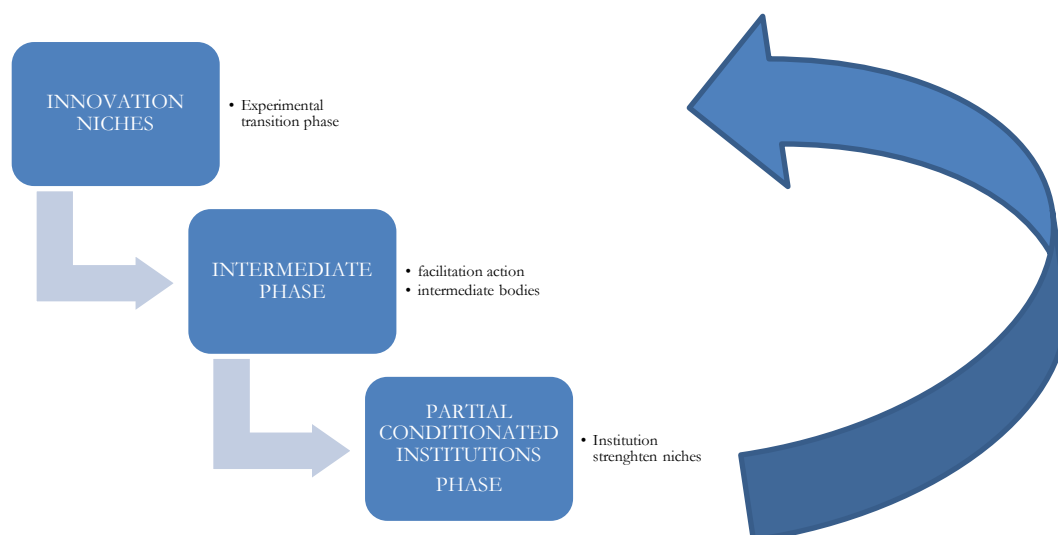 INNOVATION
NICHES
• Experimental
transition phase
INTERMEDIATE
PHASE
• facilitation action
• intermediate bodies
PARTIAL
CONDITIONATED
INSTITUTIONS
PHASE
• Institution
strenghten niches